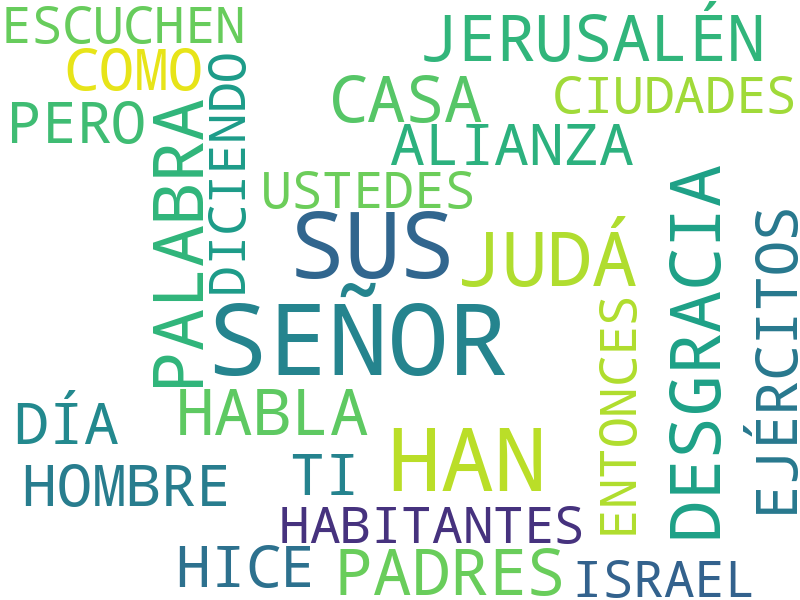 ESCUCHEN
JERUSALÉN
COMO
CASA
CIUDADES
PERO
DICIENDO
PALABRA
ALIANZA
USTEDES
DESGRACIA
SUS
JUDÁ
EJÉRCITOS
SEÑOR
ENTONCES
DÍA
HABLA
HAN
HOMBRE
TI
HABITANTES
HICE
PADRES
ISRAEL